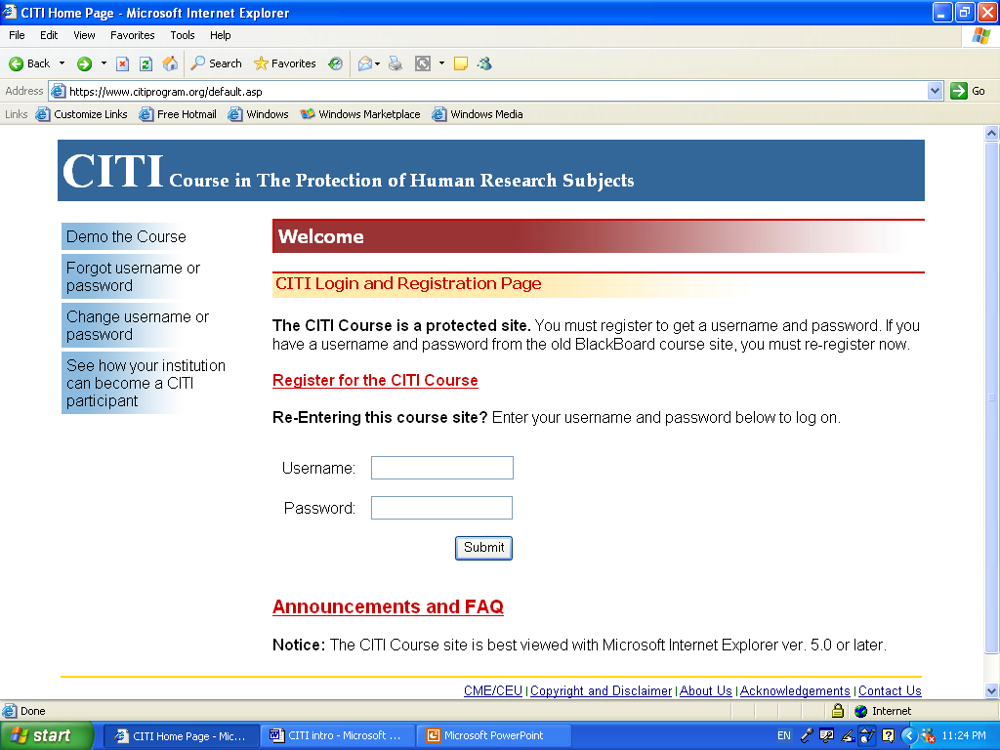 CITI Home Page - Microsoft Internet Explorer
File Edit View Favorites Tools Help
Back Search Favorites
Address https://www.citiprogram.org/default.asp Go
Links Customize Links Free Hotmail Windows Windows Marketplace Windows Media
CITI Course in The Protection of Human Research Subjects
Demo the Course
Forgot username or
password
Change username or
password
See how your institution
can become a CITI
participant
Welcome
CITI Login and Registration Page
The CITI Course is a protected site. You must register to get a username and password. If you
have a username and password from the old BlackBoard course site, you must re-register now.
Register for the CITI Course
Re-Entering this course site? Enter your username and password below to log on.
Username:
Password:
Submit
Announcements and FAQ
Notice: The CITI Course site is best viewed with Microsoft Internet Explorer ver. 5.0 or later.
CME/CEU | Copyright and Disclaimer | About Us | Acknowledgements | Contact Us
Done Internet
start CITI Home Page - Mic... CITI intro - Microsoft ... Microsoft PowerPoint EN 11:24 PM